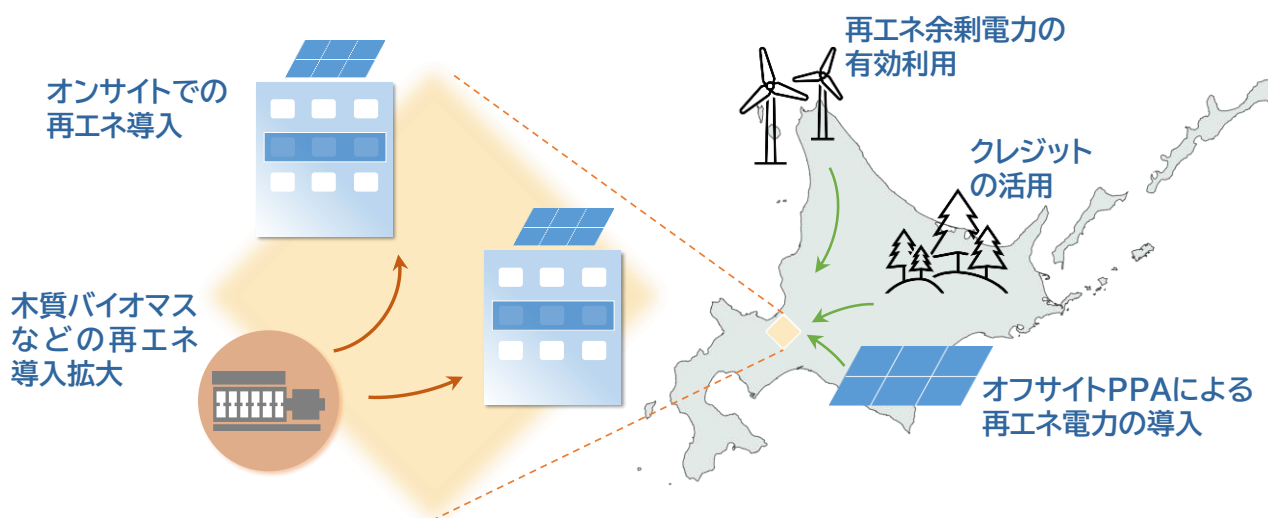 オンサイトでの
再エネ導入
木質バイオマス
などの再エネ
導入拡大
再エネ余剰電力の
有効利用
クレジット
の活用
オフサイトPPAによる
再エネ電力の導入